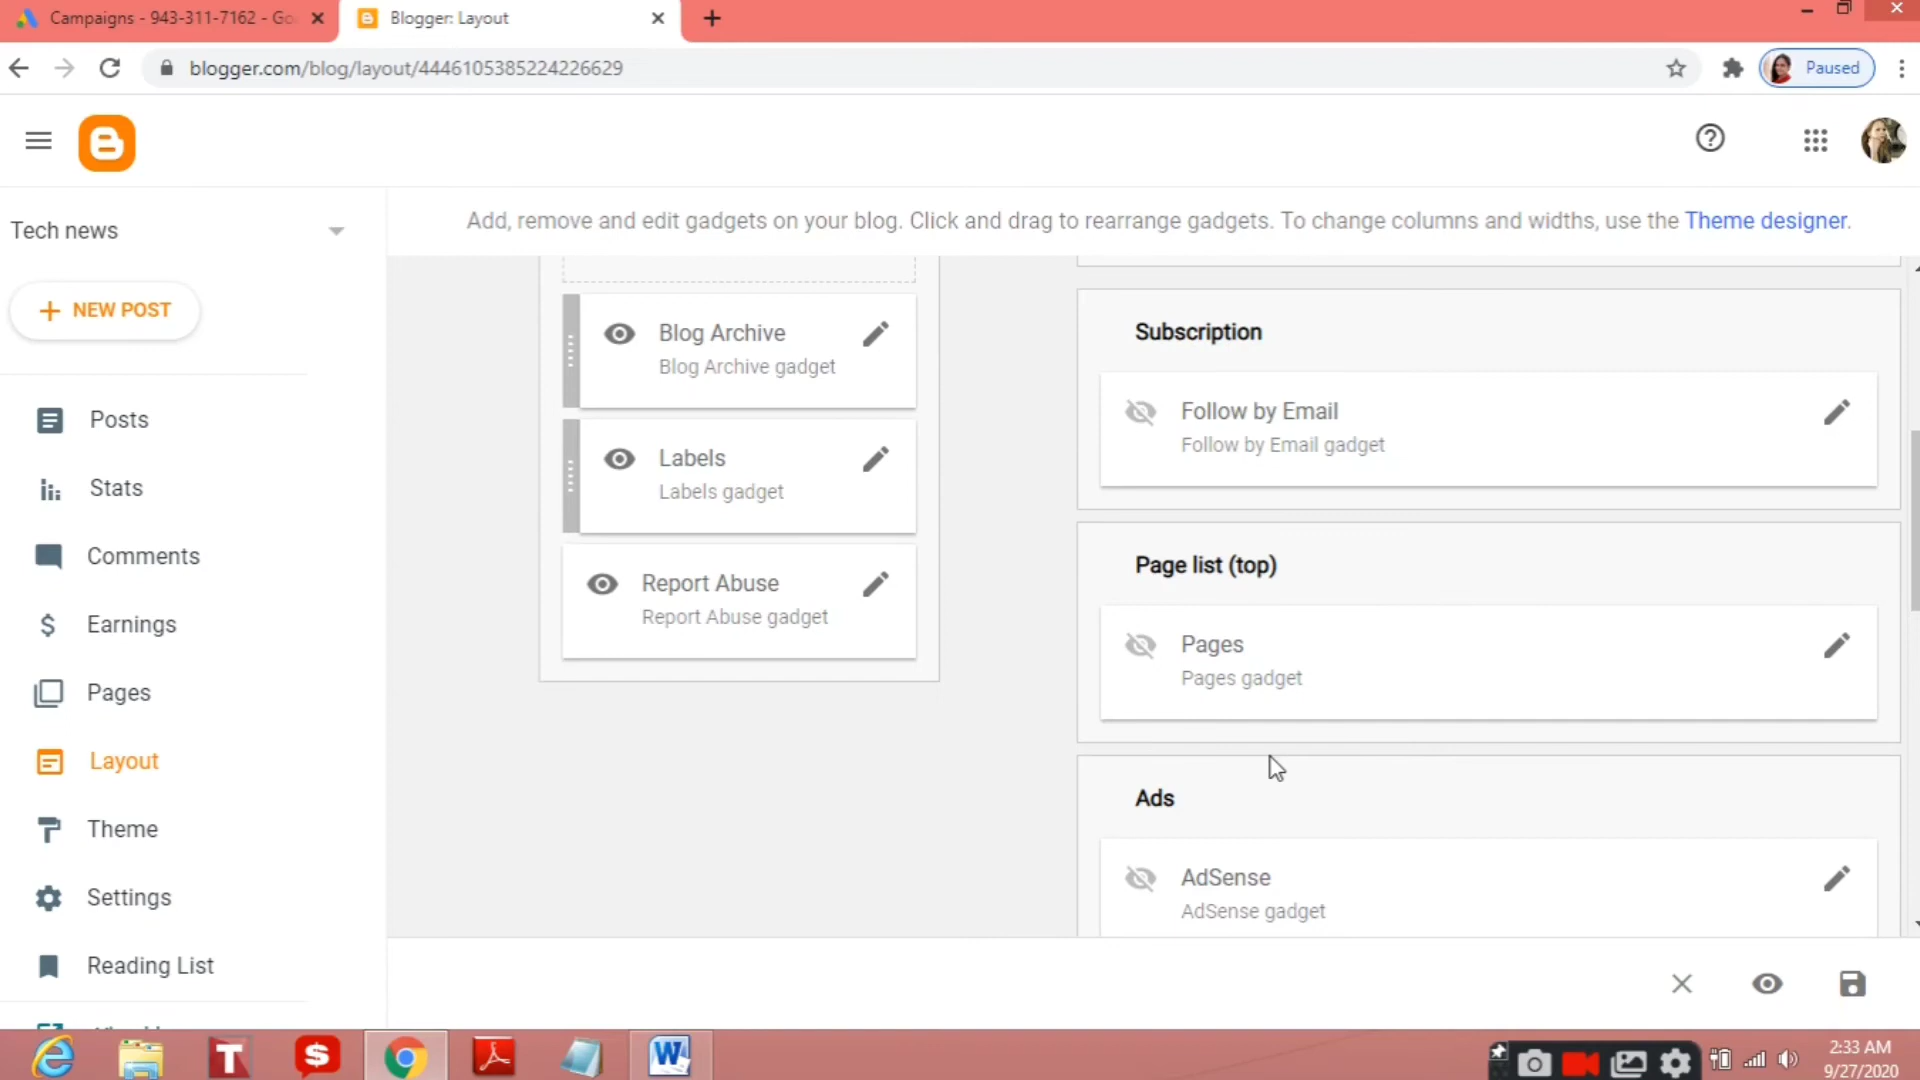 Campaigns - 943-311-7162 - Go
Blogger: Layout
blogger.com/blog/layout/4446105385224226629
Paused
Tech news
Add, remove and edit gadgets on your blog. Click and drag to rearrange gadgets. To change columns and widths, use the Theme designer.
+ NEW POST
Posts
Stats
Comments
Earnings
Pages
Layout
Theme
Settings
Reading List
Blog Archive
Blog Archive gadget
Labels
Labels gadget
Report Abuse
Report Abuse gadget
Subscription
Follow by Email
Follow by Email gadget
Page list (top)
Pages
Pages gadget
Ads
AdSense
AdSense gadget
2:33 AM
9/27/2020